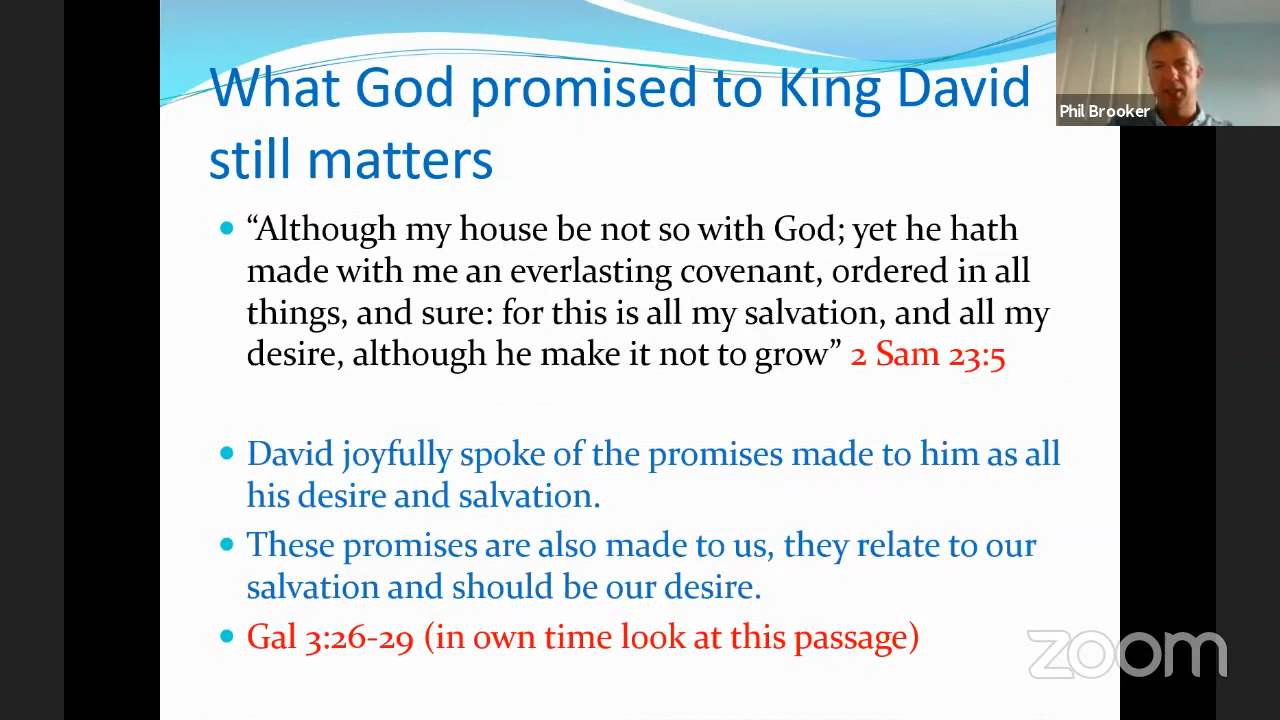 What God promised to King David
still matters
Phil Brooker
• “Although my house be not so with God; yet he hath
made with me an everlasting covenant, ordered in all
things, and sure: for this is all my salvation, and all my
desire, although he make it not to grow” 2 Sam 23:5
• David joyfully spoke of the promises made to him as all
his desire and salvation.
• These promises are also made to us, they relate to our
salvation and should be our desire.
• Gal 3:26-29 (in own time look at this passage)
zoom